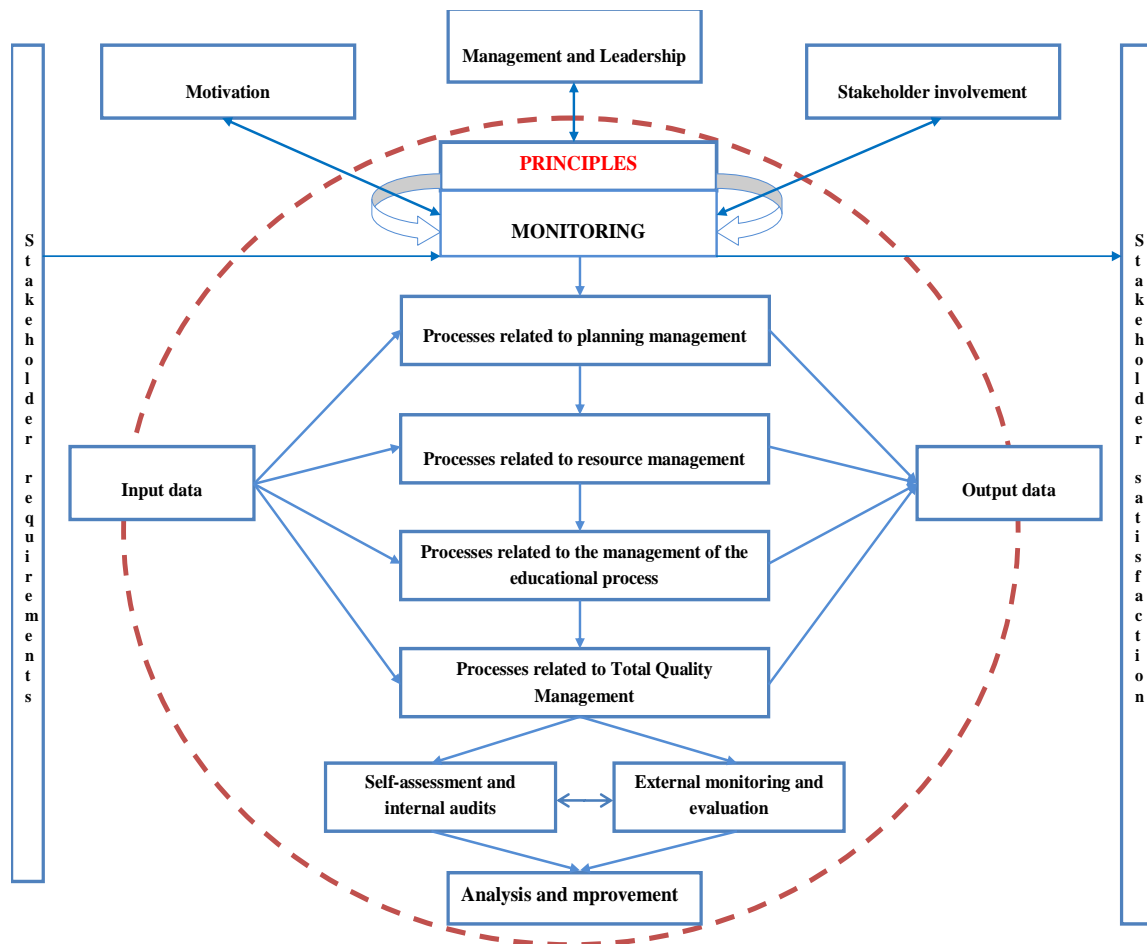 Management and Leadership
Motivation
Stakeholder involvement
PRINCIPLES
MONITORING
Stakeholder requirements
Stakeholder satisfaction
Processes related to planning management
Processes related to resource management
Input data
Output data
Processes related to the management of the
educational process
Processes related to Total Quality
Management
Self-assessment and
internal audits
External monitoring and
evaluation
Analysis and mprovement